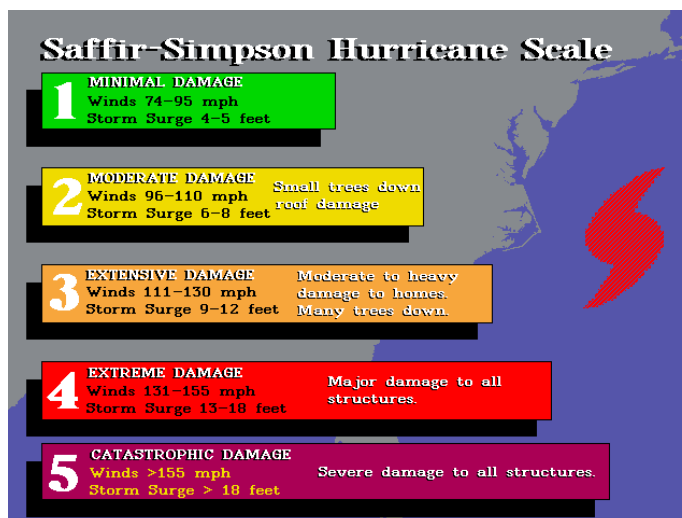 Saffir-Simpson Hurricane Scale
1
MINIMAL DAMAGE
Winds 74-95 mph
Storm Surge 4-5 feet
2
MODERATE DAMAGE
Winds 96-110 mph
Storm Surge 6-8 feet
Small trees down
roof damage
3
EXTENSIVE DAMAGE
Winds 111-130 mph
Storm Surge 9-12 feet
Moderate to heavy
damage to homes.
Many trees down.
4
EXTREME DAMAGE
Winds 131-155 mph
Storm Surge 13-18 feet
Major damage to all
structures.
5
CATASTROPHIC DAMAGE
Winds >155 mph
Storm Surge > 18 feet
Severe damage to all structures.